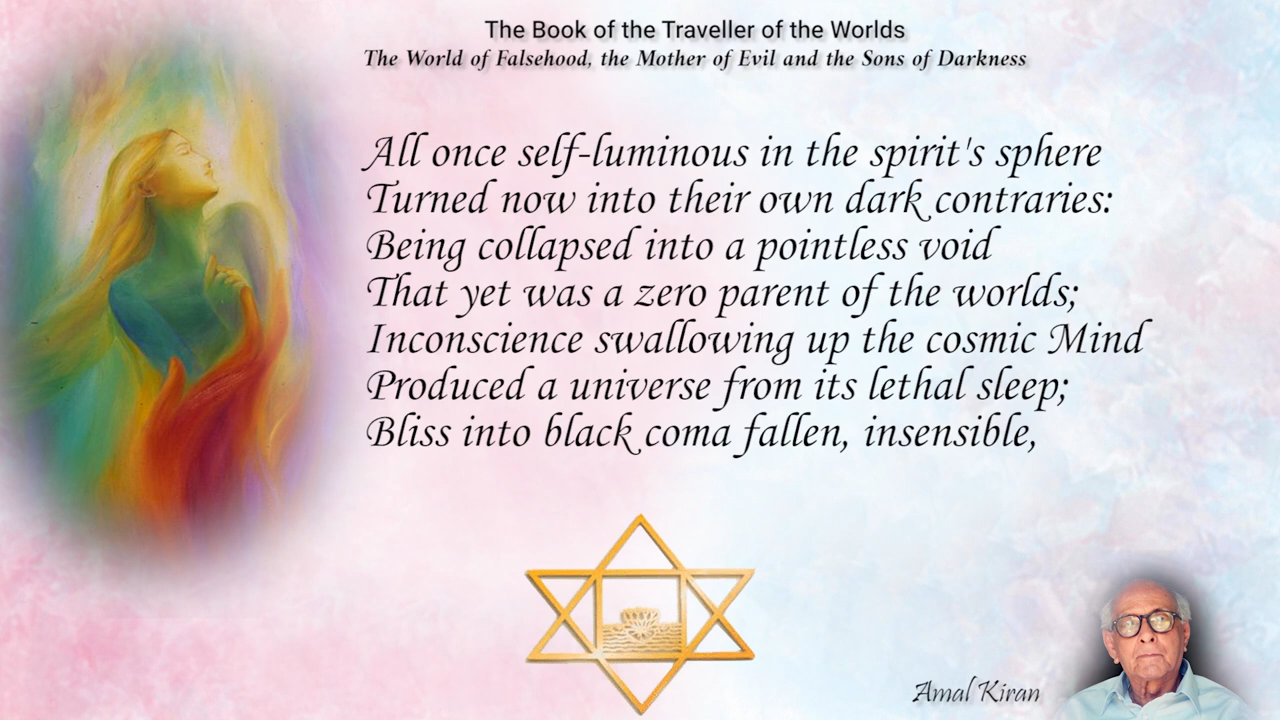 The Book of the Traveller of the Worlds
The World of Falsehood, the Mother of Evil and the Sons of Darkness
All once self-luminous in the spirit's sphere
Turned now into their own dark contraries:
Being collapsed into a pointless void
That yet was a zero parent of the worlds;
Inconscience swallowing up the cosmic Mind
Produced a universe from its lethal sleep;
Bliss into black coma fallen, insensible,
Amal Kiran